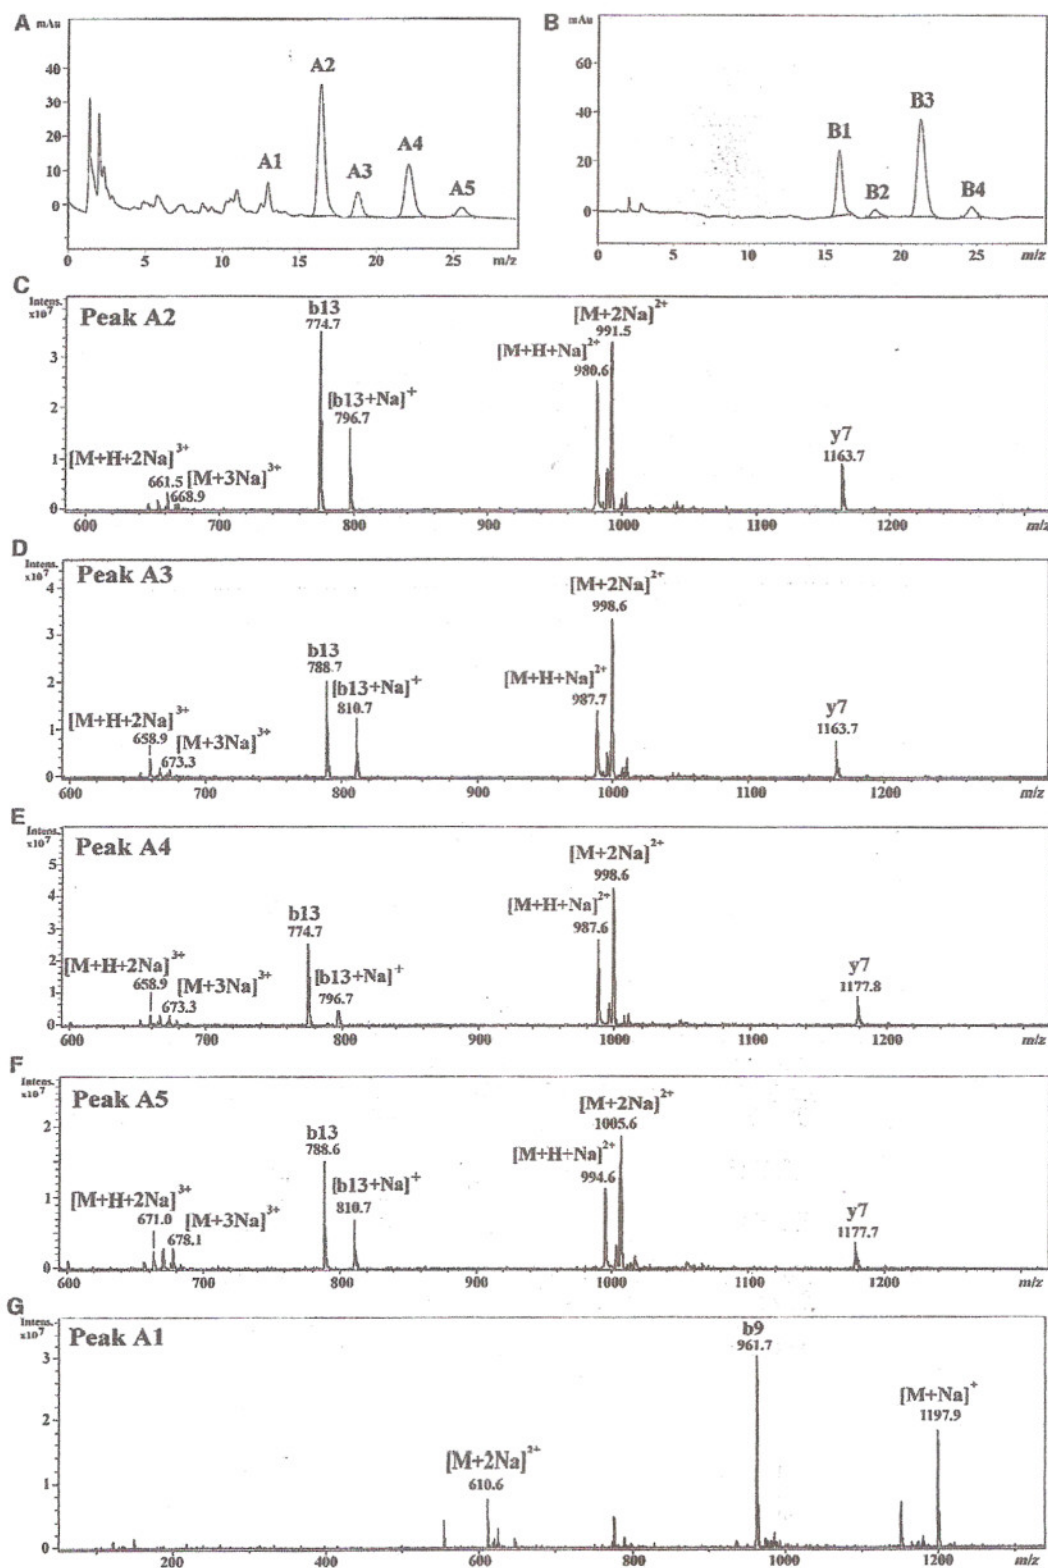 A mAu
A1
A2
A3
A4
A5
40
30
20
10
0
0 5 10 15 20 25 m/z
B mAu
B1
B2
B3
B4
60
40
20
0
0 5 10 15 20 25 m/z
C
Intens.
x10⁷
Peak A2
b13
774.7
[b13+Na]⁺
796.7
[M+H+2Na]³⁺
661.5
[M+3Na]³⁺
668.9
[M+H+Na]²⁺
980.6
[M+2Na]²⁺
991.5
y7
1163.7
3
2
1
0
600 700 800 900 1000 1100 1200 m/z
D
Intens.
x10⁷
Peak A3
b13
788.7
[b13+Na]⁺
810.7
[M+H+2Na]³⁺
658.9
[M+3Na]³⁺
673.3
[M+H+Na]²⁺
987.7
[M+2Na]²⁺
998.6
y7
1163.7
4
3
2
1
0
600 700 800 900 1000 1100 1200 m/z
E
Intens.
x10⁷
Peak A4
b13
774.7
[b13+Na]⁺
796.7
[M+H+2Na]³⁺
658.9
[M+3Na]³⁺
673.3
[M+H+Na]²⁺
987.6
[M+2Na]²⁺
998.6
y7
1177.8
5
4
3
2
1
0
600 700 800 900 1000 1100 1200 m/z
F
Intens.
x10⁷
Peak A5
b13
788.6
[b13+Na]⁺
810.7
[M+H+2Na]³⁺
671.0
[M+3Na]³⁺
678.1
[M+H+Na]²⁺
994.6
[M+2Na]²⁺
1005.6
y7
1177.7
2
1
0
600 700 800 900 1000 1100 1200 m/z
G
Intens.
x10⁷
Peak A1
b9
961.7
[M+Na]⁺
1197.9
[M+2Na]²⁺
610.6
3
2
1
0
200 400 600 800 1000 1200 m/z